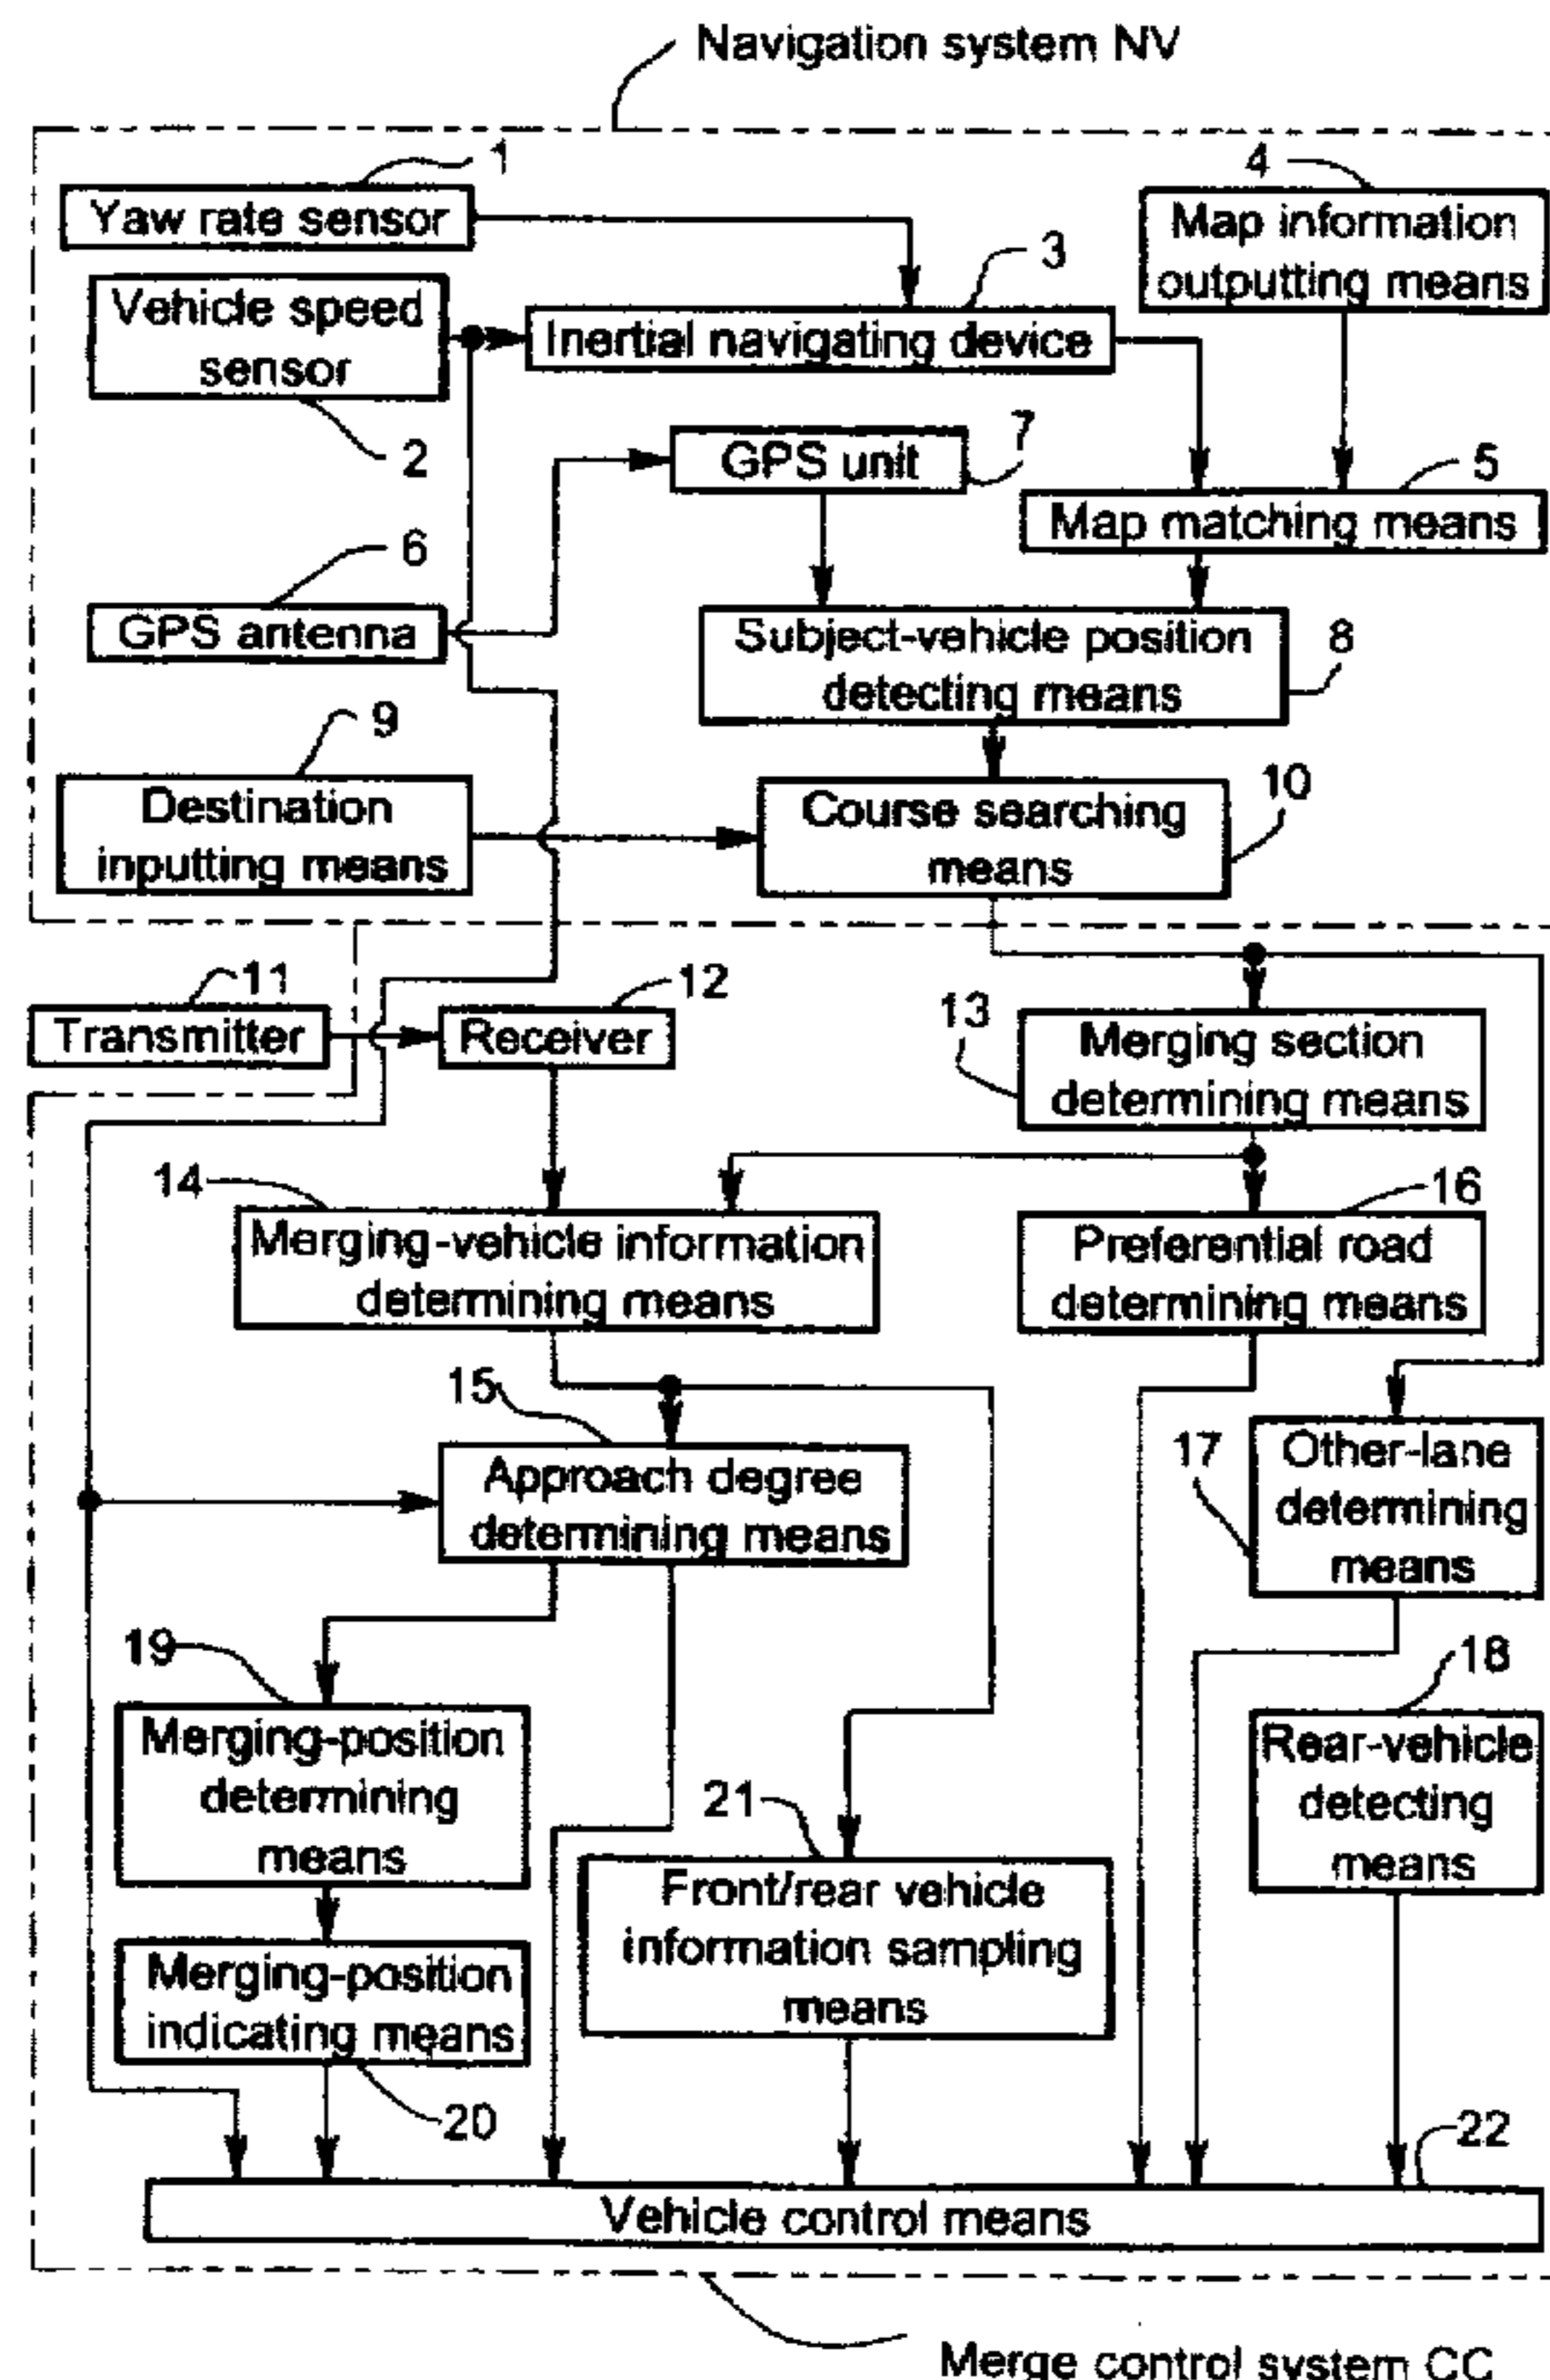 Navigation system NV
1
4
Yaw rate sensor
Map information
outputting means
3
Vehicle speed
sensor
Inertial navigating device
2
7
GPS unit
5
Map matching means
6
GPS antenna
Subject-vehicle position
detecting means
8
9
Destination
inputting means
10
Course searching
means
11
Transmitter
12
Receiver
13
Merging section
determining means
14
Merging-vehicle information
determining means
16
Preferential road
determining means
15
Approach degree
determining means
17
Other-lane
determining
means
19
Merging-position
determining
means
18
Rear-vehicle
detecting
means
21
Front/rear vehicle
information sampling
means
Merging-position
indicating means
20
22
Vehicle control means
Merge control system CC